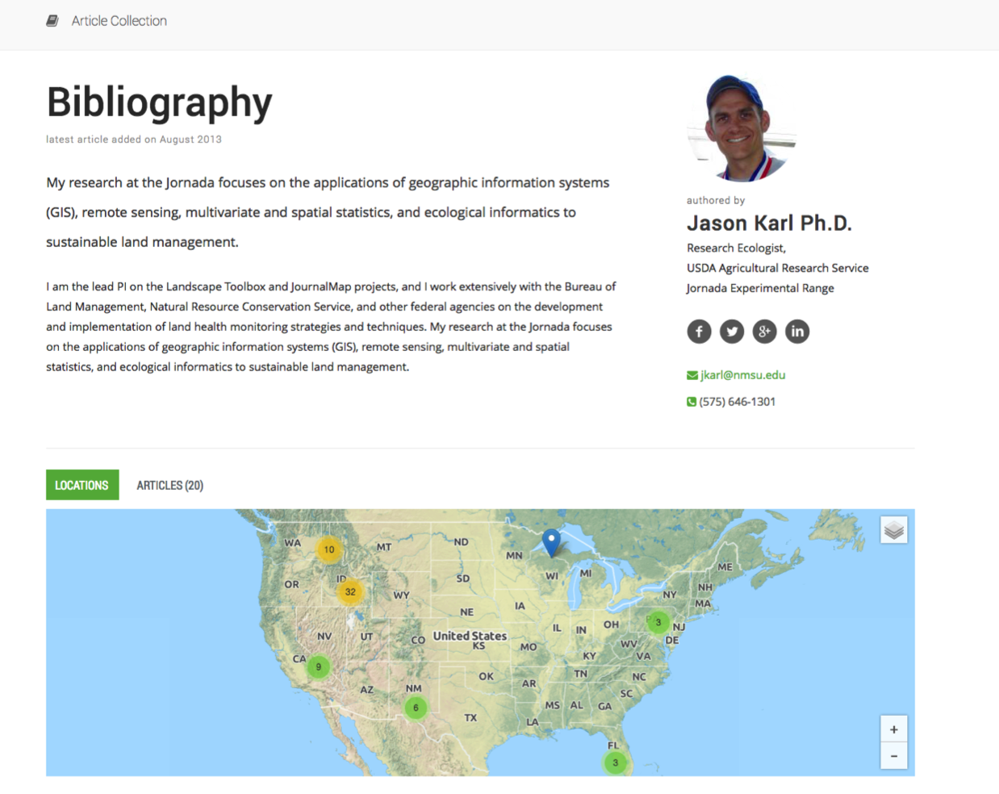 Article Collection
Bibliography
latest article added on August 2013
My research at the Jornada focuses on the applications of geographic information systems
(GIS), remote sensing, multivariate and spatial statistics, and ecological informatics to
sustainable land management.
I am the lead PI on the Landscape Toolbox and JournalMap projects, and I work extensively with the Bureau of
Land Management, Natural Resource Conservation Service, and other federal agencies on the development
and implementation of land health monitoring strategies and techniques. My research at the Jornada focuses
on the applications of geographic information systems (GIS), remote sensing, multivariate and spatial
statistics, and ecological informatics to sustainable land management.
authored by
Jason Karl Ph.D.
Research Ecologist,
USDA Agricultural Research Service
Jornada Experimental Range
f
g+
in
jkarl@nmsu.edu
(575) 646-1301
LOCATIONS
ARTICLES (20)
WA
10
MT
ND
MN
ME
OR
ID
32
WY
SD
WI
MI
NY
NH
MA
NE
IA
3
NJ
NV
UT
CO
United States
KS
IL
IN
OH
DE
MO
WV
KY
VA
CA
9
OK
TN
NC
AZ
NM
AR
SC
6
TX
MS
AL
GA
LA
FL
3
+
-